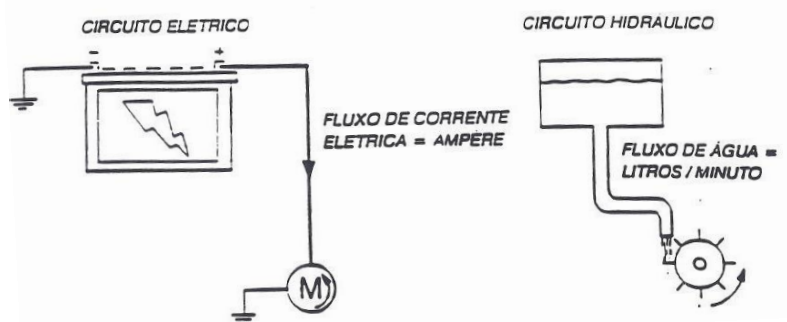 CIRCUITO ELETRICO
- +
FLUXO DE CORRENTE
ELETRICA = AMPÈRE
M
CIRCUITO HIDRÁULICO
FLUXO DE ÁGUA =
LITROS / MINUTO